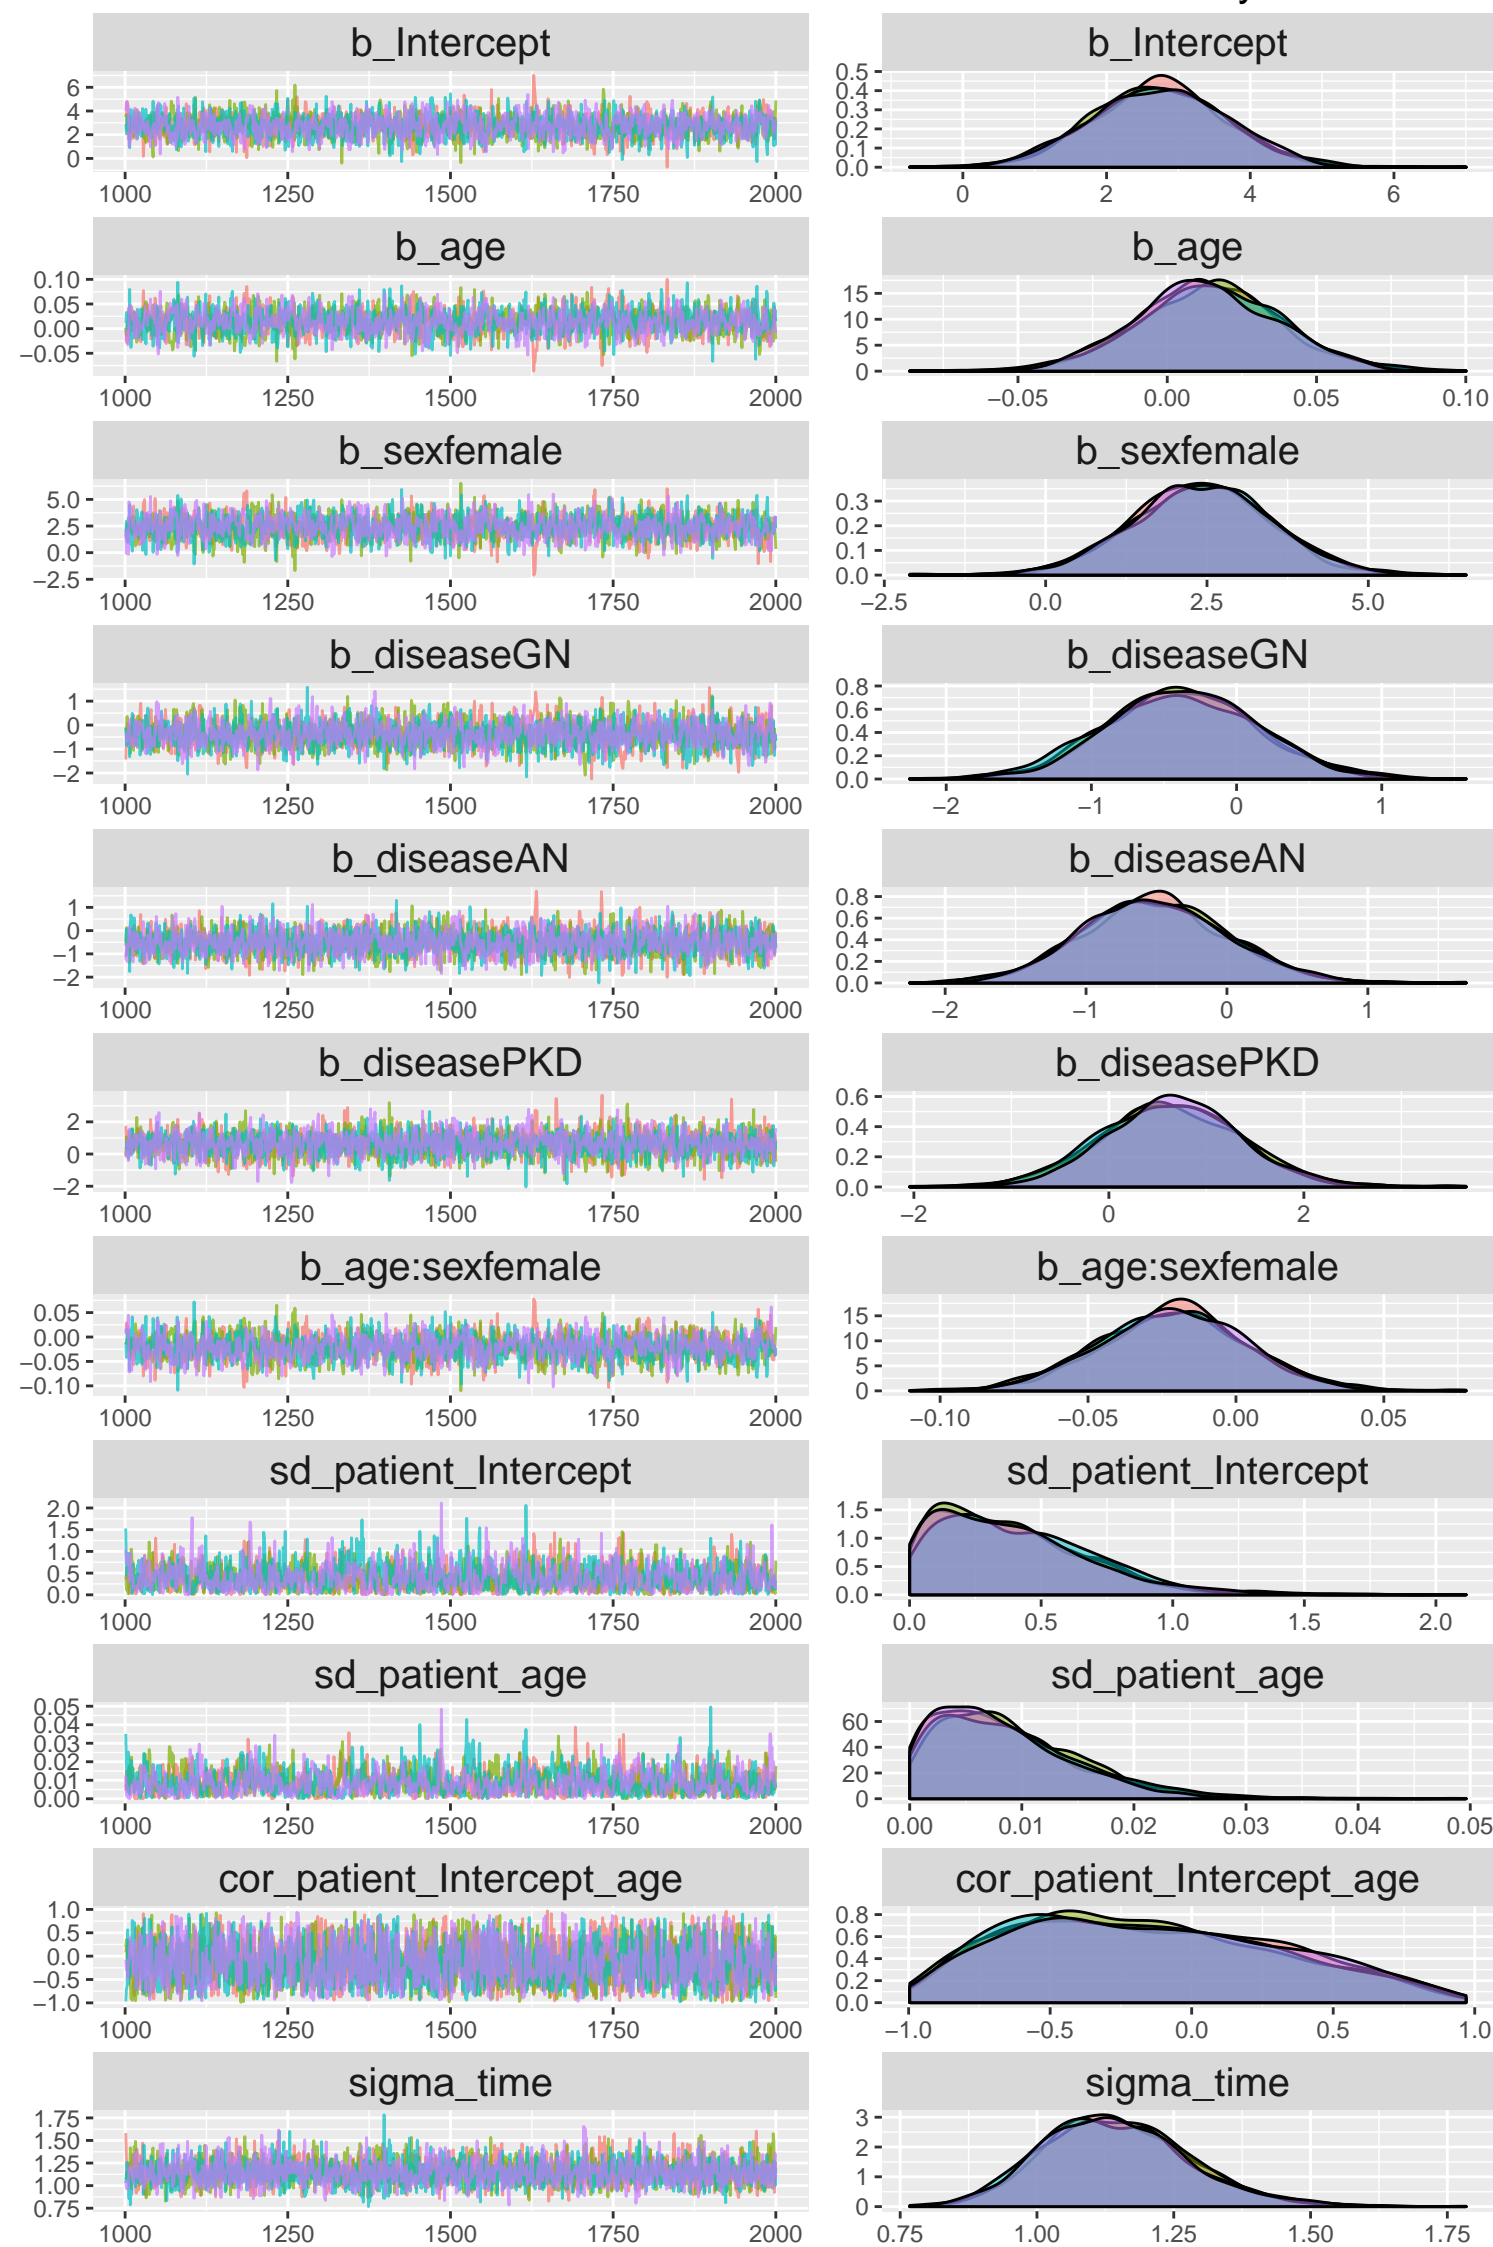 b_Intercept b_Intercept
6 4 2 0 0.5 0.4 0.3 0.2 0.1 0.0
1000 1250 1500 1750 2000 0 2 4 6
b_age b_age
0.10 0.05 0.00 −0.05 15 10 5 0
1000 1250 1500 1750 2000 −0.05 0.00 0.05 0.10
b_sexfemale b_sexfemale
5.0 2.5 0.0 −2.5 0.3 0.2 0.1 0.0
1000 1250 1500 1750 2000 −2.5 0.0 2.5 5.0
b_diseaseGN b_diseaseGN
1 0 −1 −2 0.8 0.6 0.4 0.2 0.0
1000 1250 1500 1750 2000 −2 −1 0 1
b_diseaseAN b_diseaseAN
1 0 −1 −2 0.8 0.6 0.4 0.2 0.0
1000 1250 1500 1750 2000 −2 −1 0 1
b_diseasePKD b_diseasePKD
2 0 −2 0.6 0.4 0.2 0.0
1000 1250 1500 1750 2000 −2 0 2
b_age:sexfemale b_age:sexfemale
0.05 0.00 −0.05 −0.10 15 10 5 0
1000 1250 1500 1750 2000 −0.10 −0.05 0.00 0.05
sd_patient_Intercept sd_patient_Intercept
2.0 1.5 1.0 0.5 0.0 1.5 1.0 0.5 0.0
1000 1250 1500 1750 2000 0.0 0.5 1.0 1.5 2.0
sd_patient_age sd_patient_age
0.05 0.04 0.03 0.02 0.01 0.00 60 40 20 0
1000 1250 1500 1750 2000 0.00 0.01 0.02 0.03 0.04 0.05
cor_patient_Intercept_age cor_patient_Intercept_age
1.0 0.5 0.0 −0.5 −1.0 0.8 0.6 0.4 0.2 0.0
1000 1250 1500 1750 2000 −1.0 −0.5 0.0 0.5 1.0
sigma_time sigma_time
1.75 1.50 1.25 1.00 0.75 3 2 1 0
1000 1250 1500 1750 2000 0.75 1.00 1.25 1.50 1.75